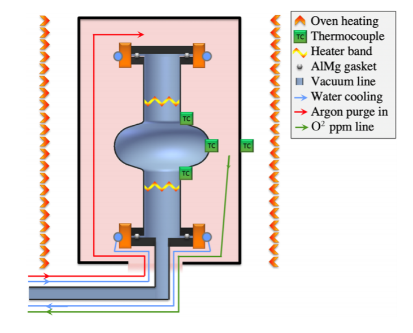 Oven heating
TC Thermocouple
Heater band
AlMg gasket
Vacuum line
Water cooling
Argon purge in
O² ppm line
TC
TC
TC
TC